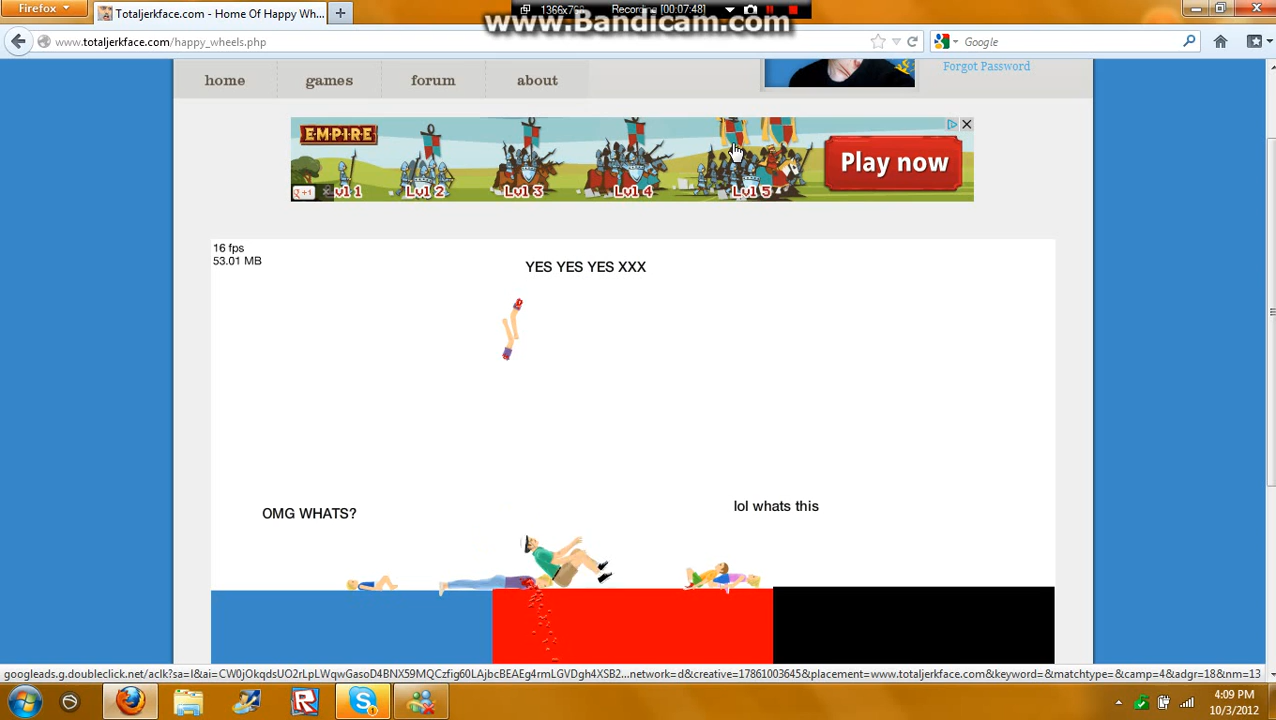 Firefox
Totaljerkface.com - Home Of Happy Wh...
1366x768
Recording [00:07:48]
www.Bandicam.com
www.totaljerkface.com/happy_wheels.php
Google
home
games
forum
about
Forgot Password
EMPIRE
Play now
+1
Lvl 1
Lvl 2
Lvl 3
Lvl 4
Lvl 5
16 fps
53.01 MB
YES YES YES XXX
OMG WHATS?
lol whats this
4:09 PM
10/3/2012